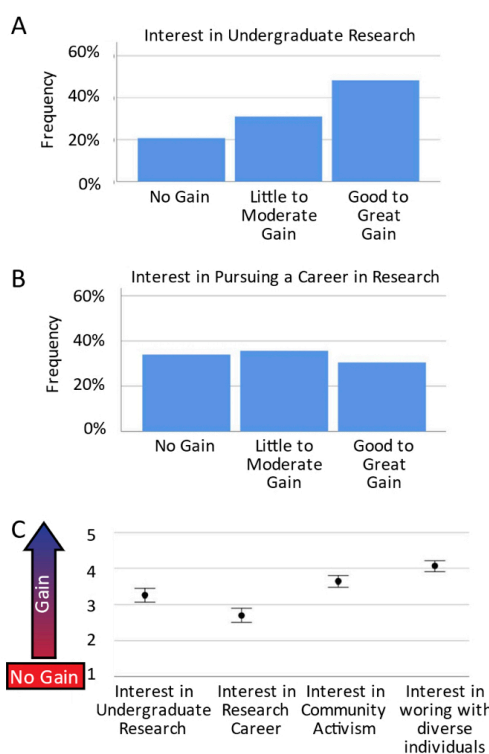 A
Interest in Undergraduate Research
60%
40%
20%
0%
Frequency
No Gain
Little to
Moderate
Gain
Good to
Great
Gain
B
Interest in Pursuing a Career in Research
60%
40%
20%
0%
Frequency
No Gain
Little to
Moderate
Gain
Good to
Great
Gain
C
Gain
No Gain
5
4
3
2
1
Interest in
Undergraduate
Research
Interest in
Research
Career
Interest in
Community
Activism
Interest in
woring with
diverse
individuals